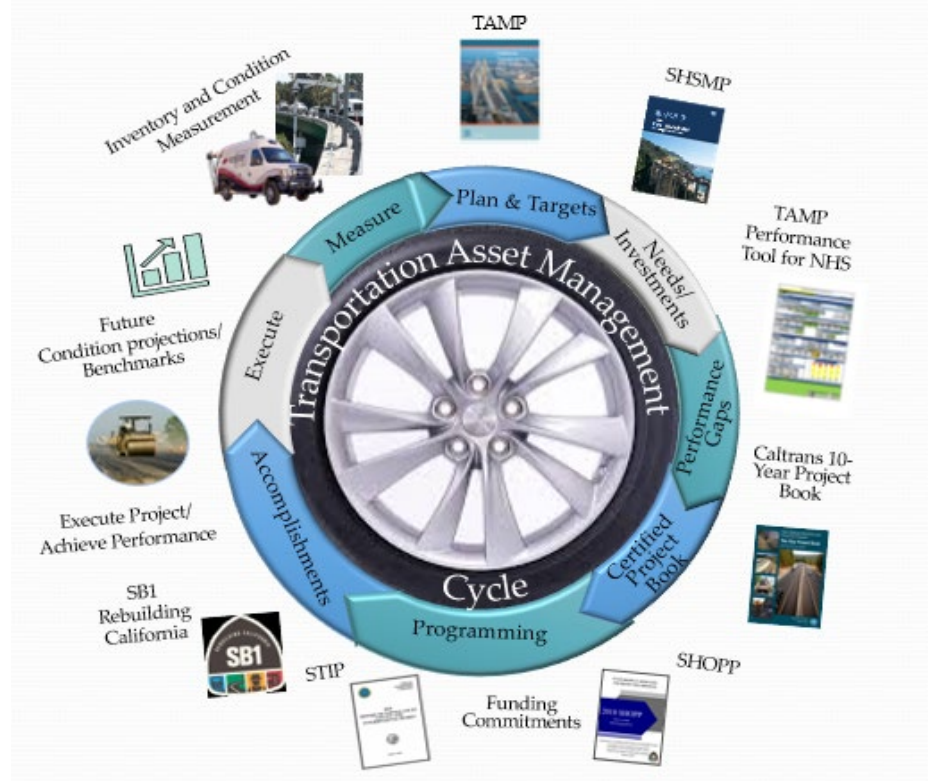 TAMP
SHSMP
Inventory and Condition
Measurement
TAMP
Performance
Tool for NHS
Future
Condition projections/
Benchmarks
Caltrans 10-
Year Project
Book
Execute Project/
Achieve Performance
SB1
Rebuilding
California
SB1
STIP
Funding
Commitments
SHOPP
Plan & Targets
Needs/
Investments
Performance
Gaps
Certified
Project
Book
Programming
Accomplishments
Execute
Measure
Transportation Asset Management
Cycle